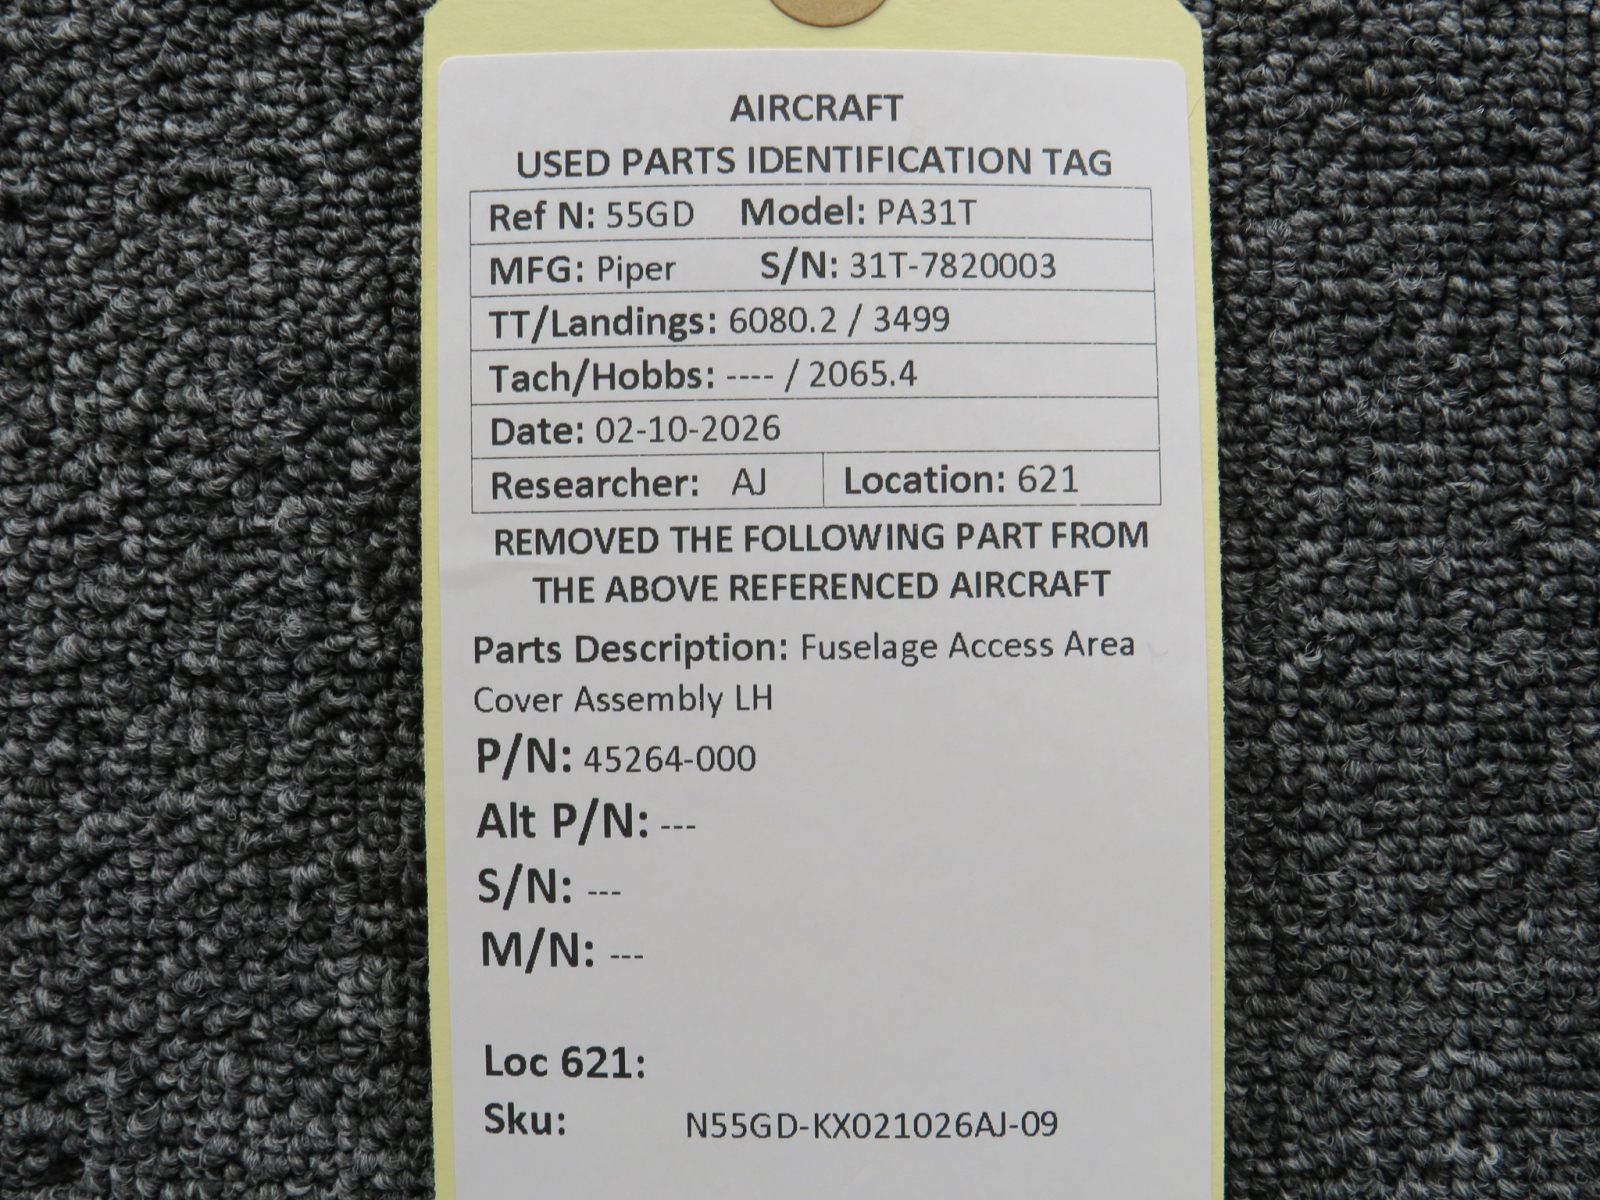 AIRCRAFT
USED PARTS IDENTIFICATION TAG
Ref N: 55GD Model: PA31T
MFG: Piper S/N: 31T-7820003
TT/Landings: 6080.2 / 3499
Tach/Hobbs: ---- / 2065.4
Date: 02-10-2026
Researcher: AJ Location: 621
REMOVED THE FOLLOWING PART FROM
THE ABOVE REFERENCED AIRCRAFT
Parts Description: Fuselage Access Area
Cover Assembly LH
P/N: 45264-000
Alt P/N: ---
S/N: ---
M/N: ---
Loc 621:
Sku: N55GD-KX021026AJ-09